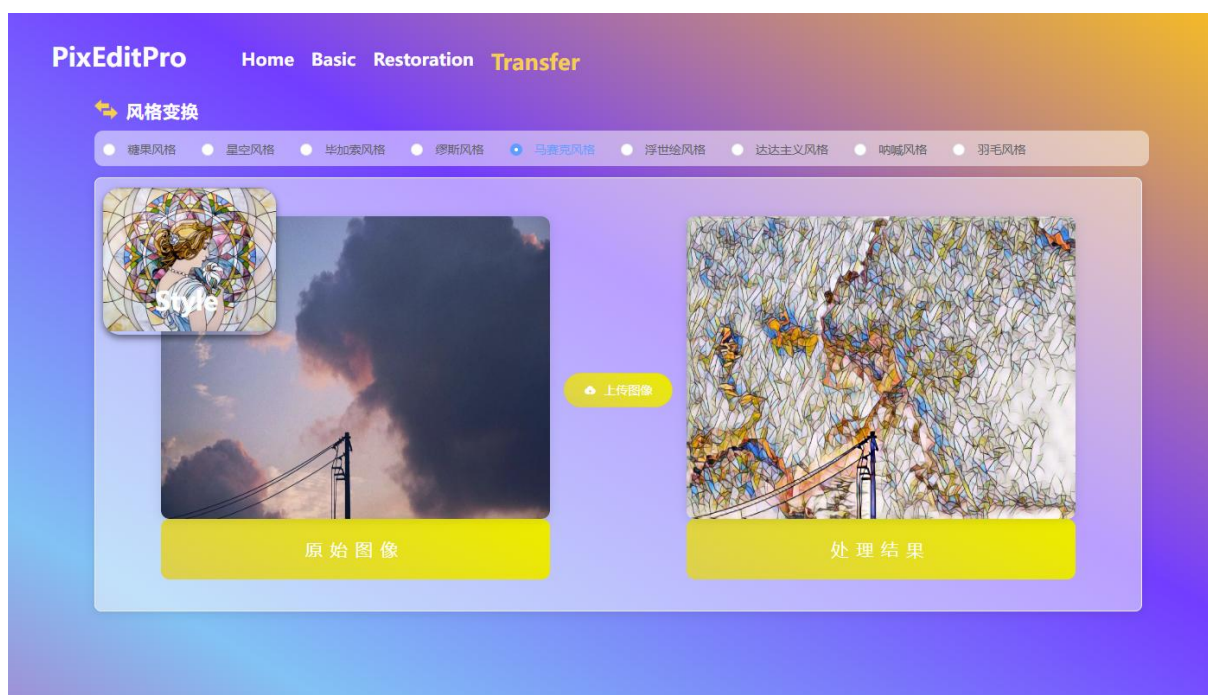 PixEditPro Home Basic Restoration Transfer
风格变换
糖果风格 星空风格 毕加索风格 缪斯风格 马赛克风格 浮世绘风格 达达主义风格 呐喊风格 羽毛风格
Style
上传图像
原始图像 处理结果